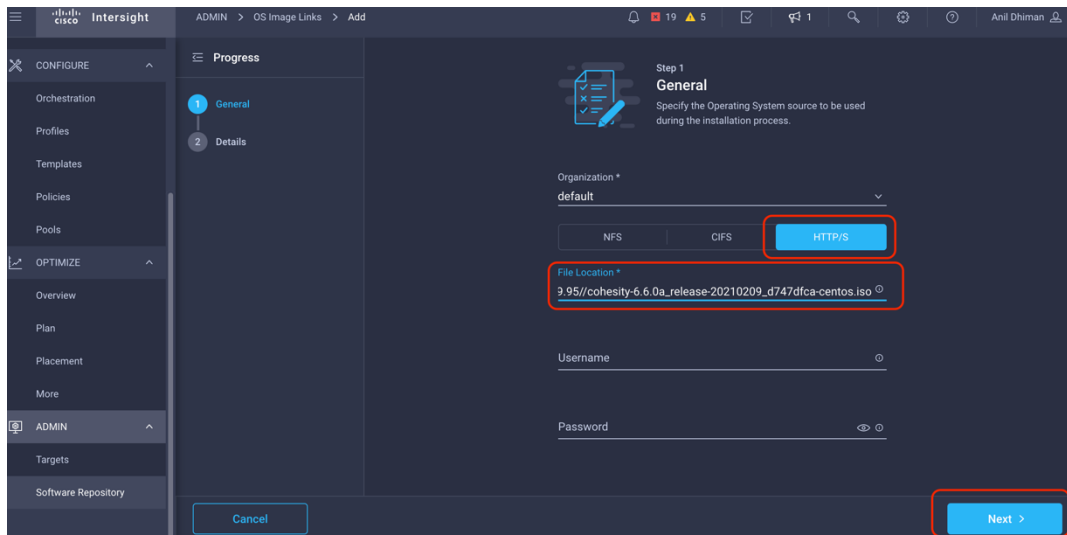 cisco Intersight
ADMIN > OS Image Links > Add
19 5
1
Anil Dhiman
CONFIGURE
Orchestration
Profiles
Templates
Policies
Pools
OPTIMIZE
Overview
Plan
Placement
More
ADMIN
Targets
Software Repository
Progress
1 General
2 Details
Cancel
Step 1
General
Specify the Operating System source to be used
during the installation process.
Organization *
default
NFS CIFS HTTP/S
File Location *
9.95//cohesity-6.6.0a_release-20210209_d747dfca-centos.iso
Username
Password
Next >